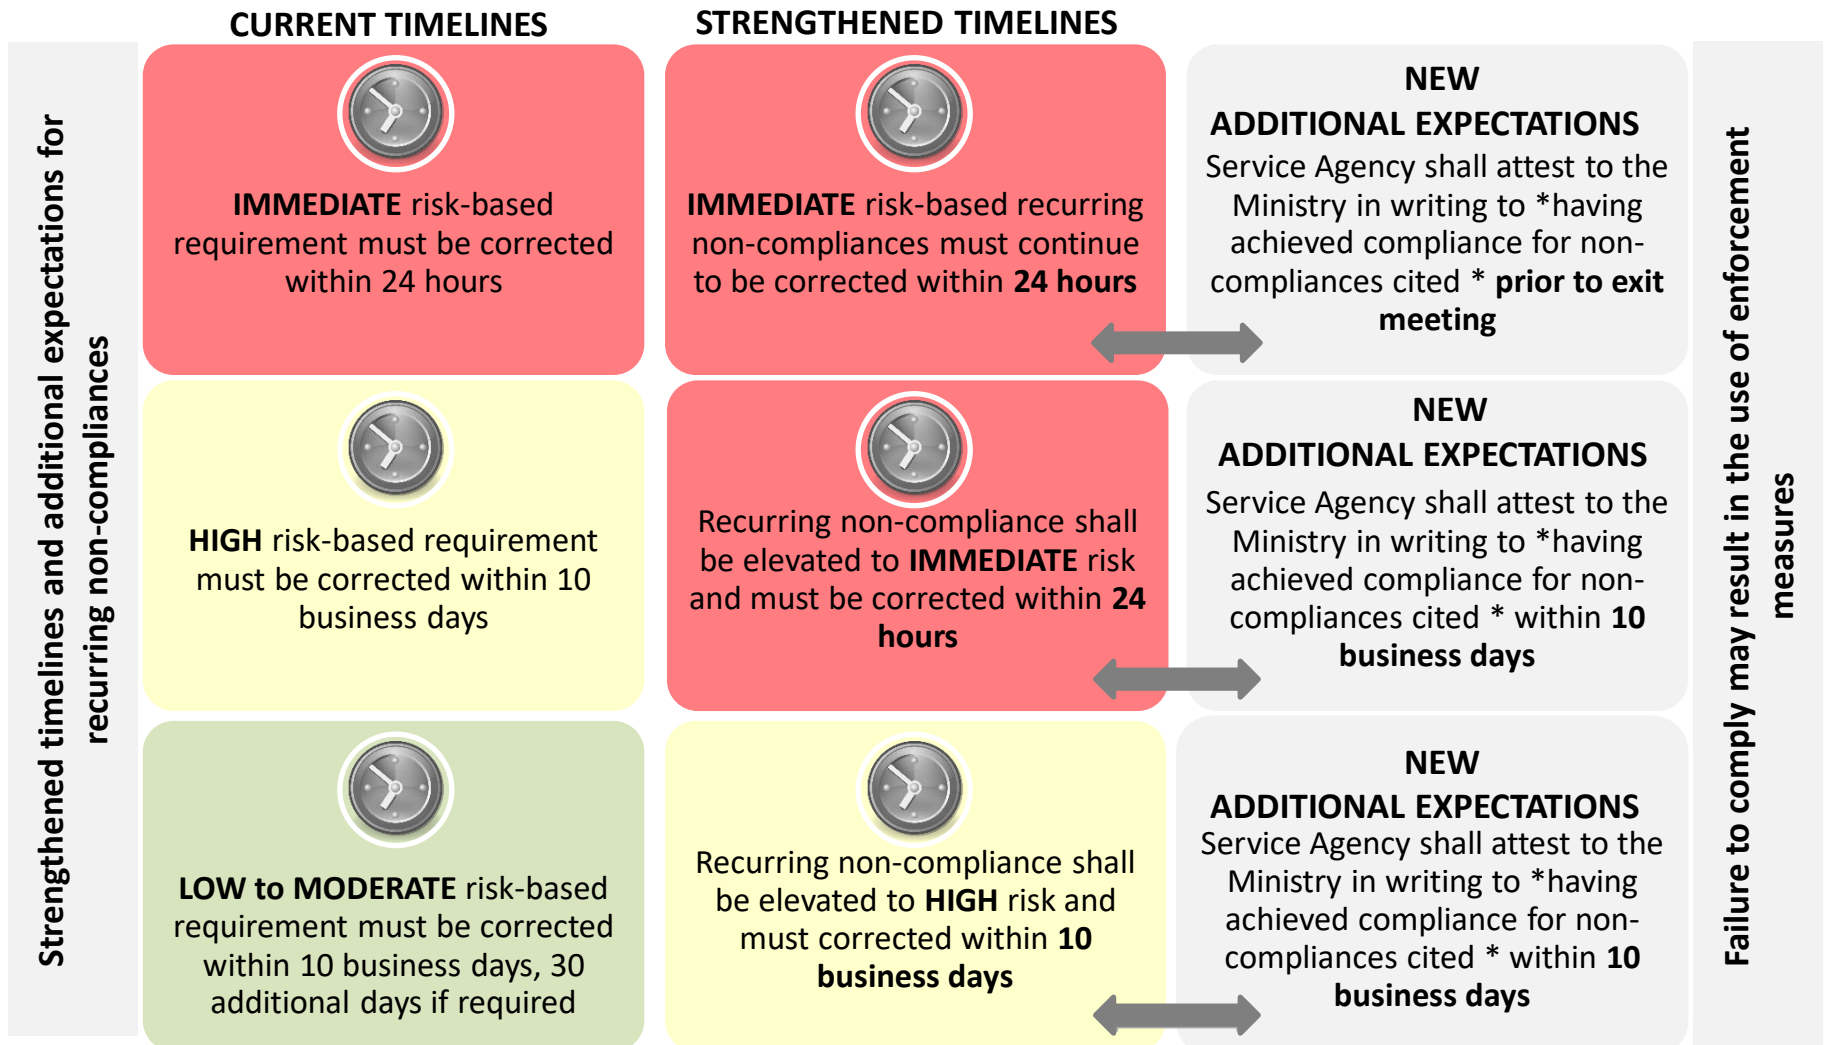 CURRENT TIMELINES
STRENGTHENED TIMELINES
Strengthened timelines and additional expectations for
recurring non-compliances
IMMEDIATE risk-based
requirement must be corrected
within 24 hours
IMMEDIATE risk-based recurring
non-compliances must continue
to be corrected within 24 hours
NEW
ADDITIONAL EXPECTATIONS
Service Agency shall attest to the
Ministry in writing to *having
achieved compliance for non-
compliances cited * prior to exit
meeting
HIGH risk-based requirement
must be corrected within 10
business days
Recurring non-compliance shall
be elevated to IMMEDIATE risk
and must be corrected within 24
hours
NEW
ADDITIONAL EXPECTATIONS
Service Agency shall attest to the
Ministry in writing to *having
achieved compliance for non-
compliances cited * within 10
business days
LOW to MODERATE risk-based
requirement must be corrected
within 10 business days, 30
additional days if required
Recurring non-compliance shall
be elevated to HIGH risk and
must corrected within 10
business days
NEW
ADDITIONAL EXPECTATIONS
Service Agency shall attest to the
Ministry in writing to *having
achieved compliance for non-
compliances cited * within 10
business days
Failure to comply may result in the use of enforcement
measures